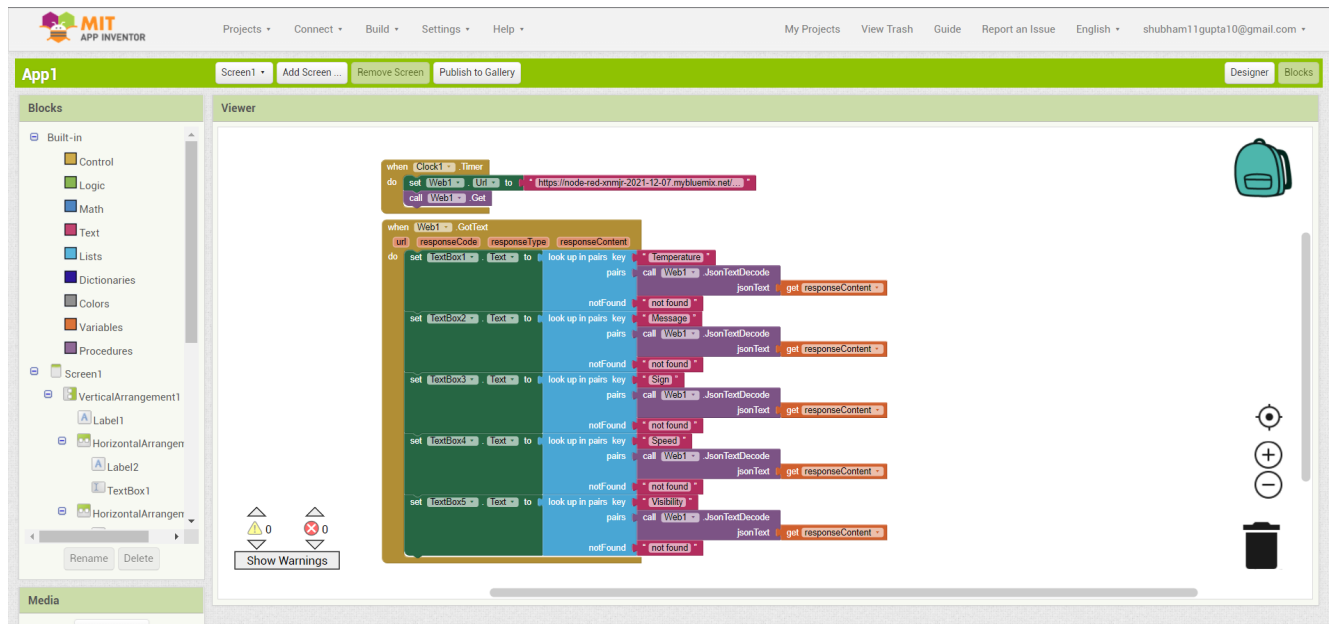 MIT
APP INVENTOR
Projects Connect Build Settings Help My Projects View Trash Guide Report an Issue English shubham11gupta10@gmail.com
App1 Screen1 Add Screen ... Remove Screen Publish to Gallery Designer Blocks
Blocks
Built-in
Control
Logic
Math
Text
Lists
Dictionaries
Colors
Variables
Procedures
Screen1
VerticalArrangement1
Label1
HorizontalArrangem
Label2
TextBox1
HorizontalArrangem
Rename Delete
Media
Viewer
when Clock1 .Timer
do set Web1 . Url to " https://node-red-xnmjr-2021-12-07.mybluemix.net/... "
call Web1 .Get
when Web1 .GotText
url responseCode responseType responseContent
do set TextBox1 . Text to look up in pairs key " Temperature "
pairs call Web1 .JsonTextDecode
jsonText get responseContent
notFound " not found "
set TextBox2 . Text to look up in pairs key " Message "
pairs call Web1 .JsonTextDecode
jsonText get responseContent
notFound " not found "
set TextBox3 . Text to look up in pairs key " Sign "
pairs call Web1 .JsonTextDecode
jsonText get responseContent
notFound " not found "
set TextBox4 . Text to look up in pairs key " Speed "
pairs call Web1 .JsonTextDecode
jsonText get responseContent
notFound " not found "
set TextBox5 . Text to look up in pairs key " Visibility "
pairs call Web1 .JsonTextDecode
jsonText get responseContent
notFound " not found "
0 0
Show Warnings